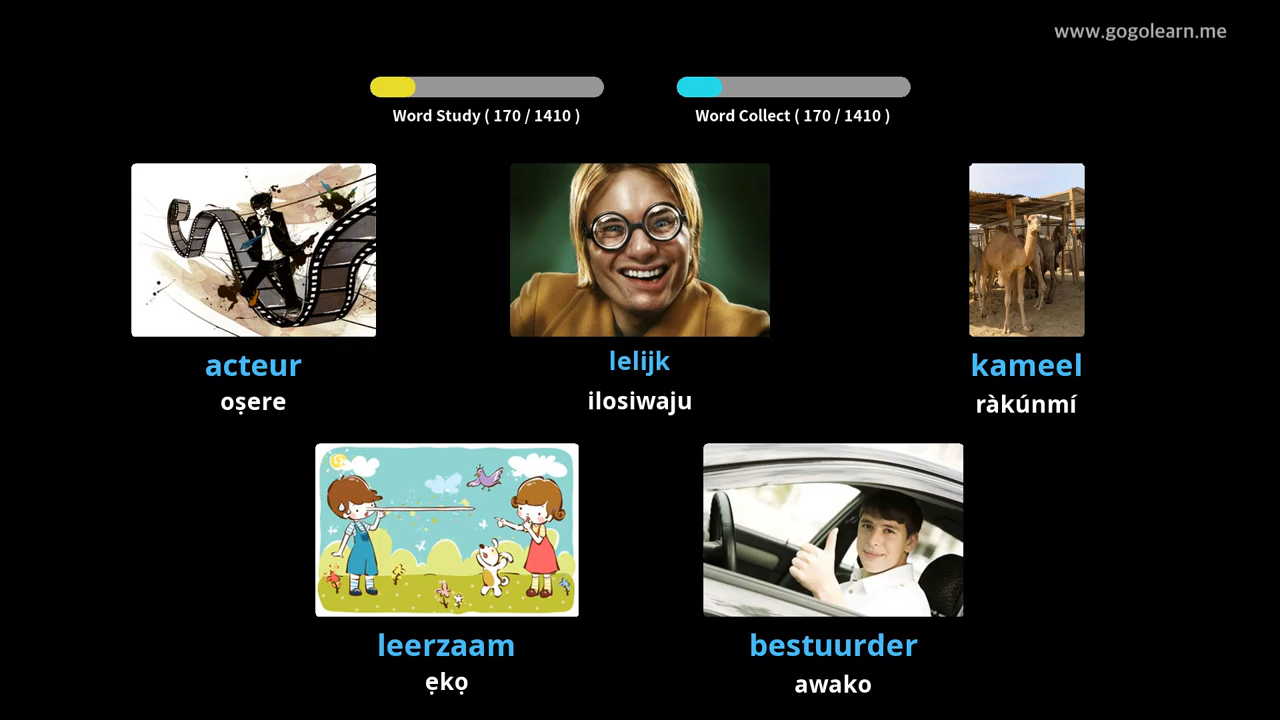 www.gogolearn.me
Word Study ( 170 / 1410 )
Word Collect ( 170 / 1410 )
acteur
oṣere
lelijk
ilosiwaju
kameel
ràkúnmí
leerzaam
ẹkọ
bestuurder
awako